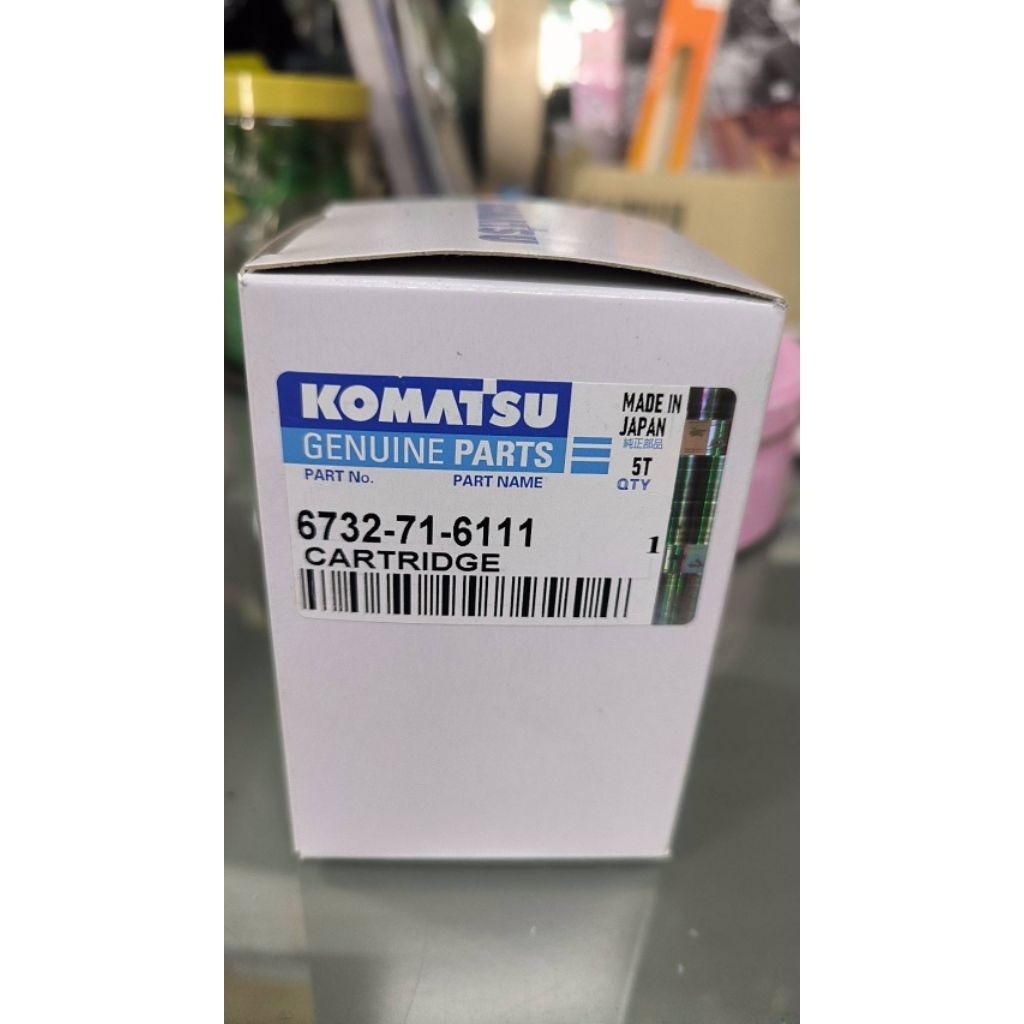 KOMATSU
GENUINE PARTS
MADE IN
JAPAN
純正部品
5T
PART No.
PART NAME
QTY
6732-71-6111
1
CARTRIDGE